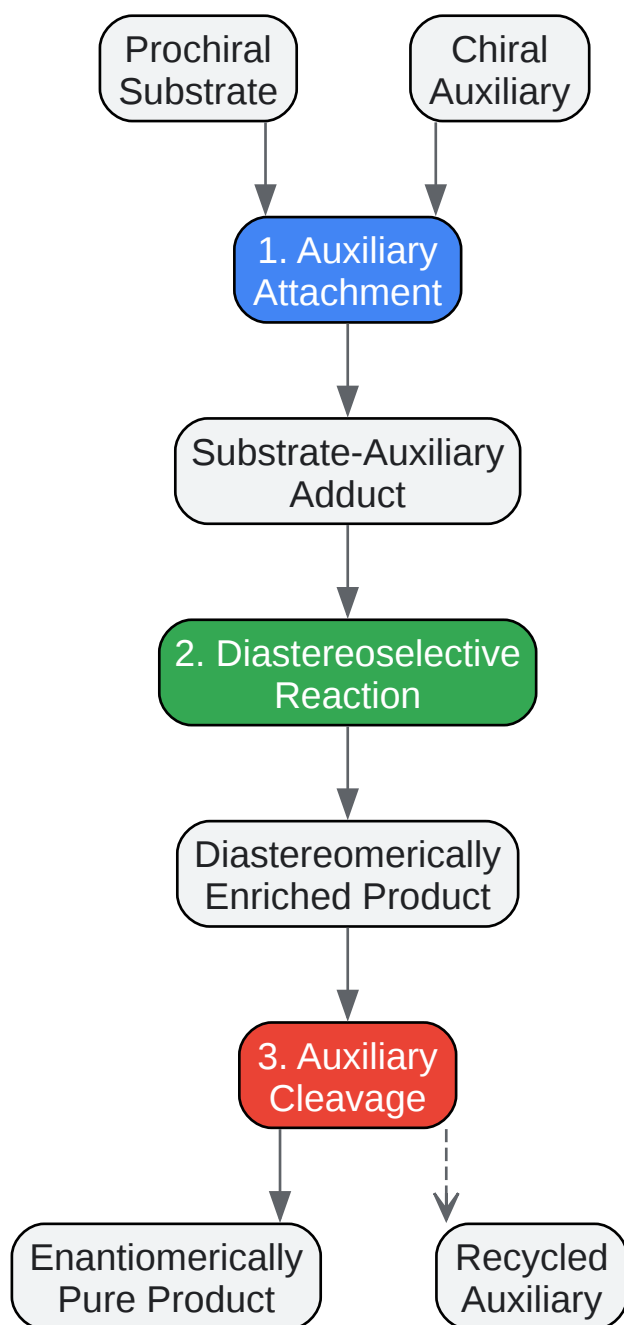 Prochiral
Substrate
Chiral
Auxiliary
1. Auxiliary
Attachment
Substrate-Auxiliary
Adduct
2. Diastereoselective
Reaction
Diastereomerically
Enriched Product
3. Auxiliary
Cleavage
Enantiomerically
Pure Product
Recycled
Auxiliary